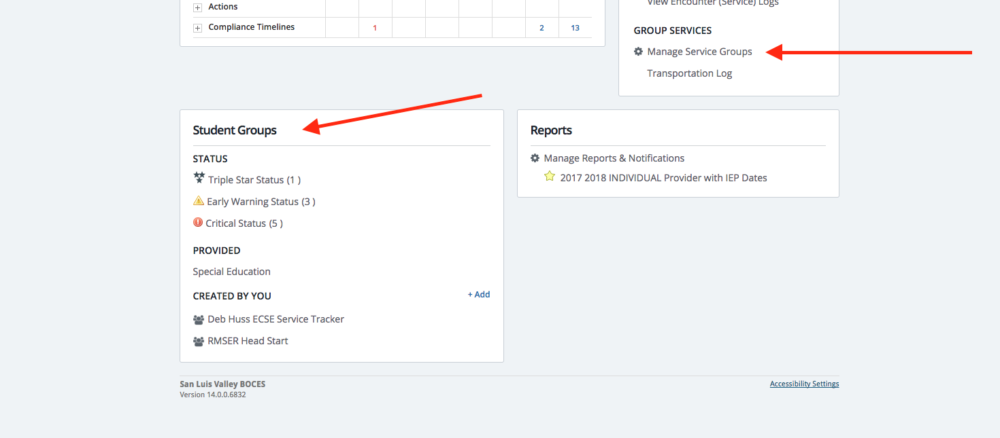 Actions
Compliance Timelines 1 2 13
View Encounter (Service) Logs
GROUP SERVICES
Manage Service Groups
Transportation Log
Student Groups
STATUS
Triple Star Status (1 )
Early Warning Status (3 )
Critical Status (5 )
PROVIDED
Special Education
CREATED BY YOU + Add
Deb Huss ECSE Service Tracker
RMSER Head Start
Reports
Manage Reports & Notifications
2017 2018 INDIVIDUAL Provider with IEP Dates
San Luis Valley BOCES
Version 14.0.0.6832
Accessibility Settings